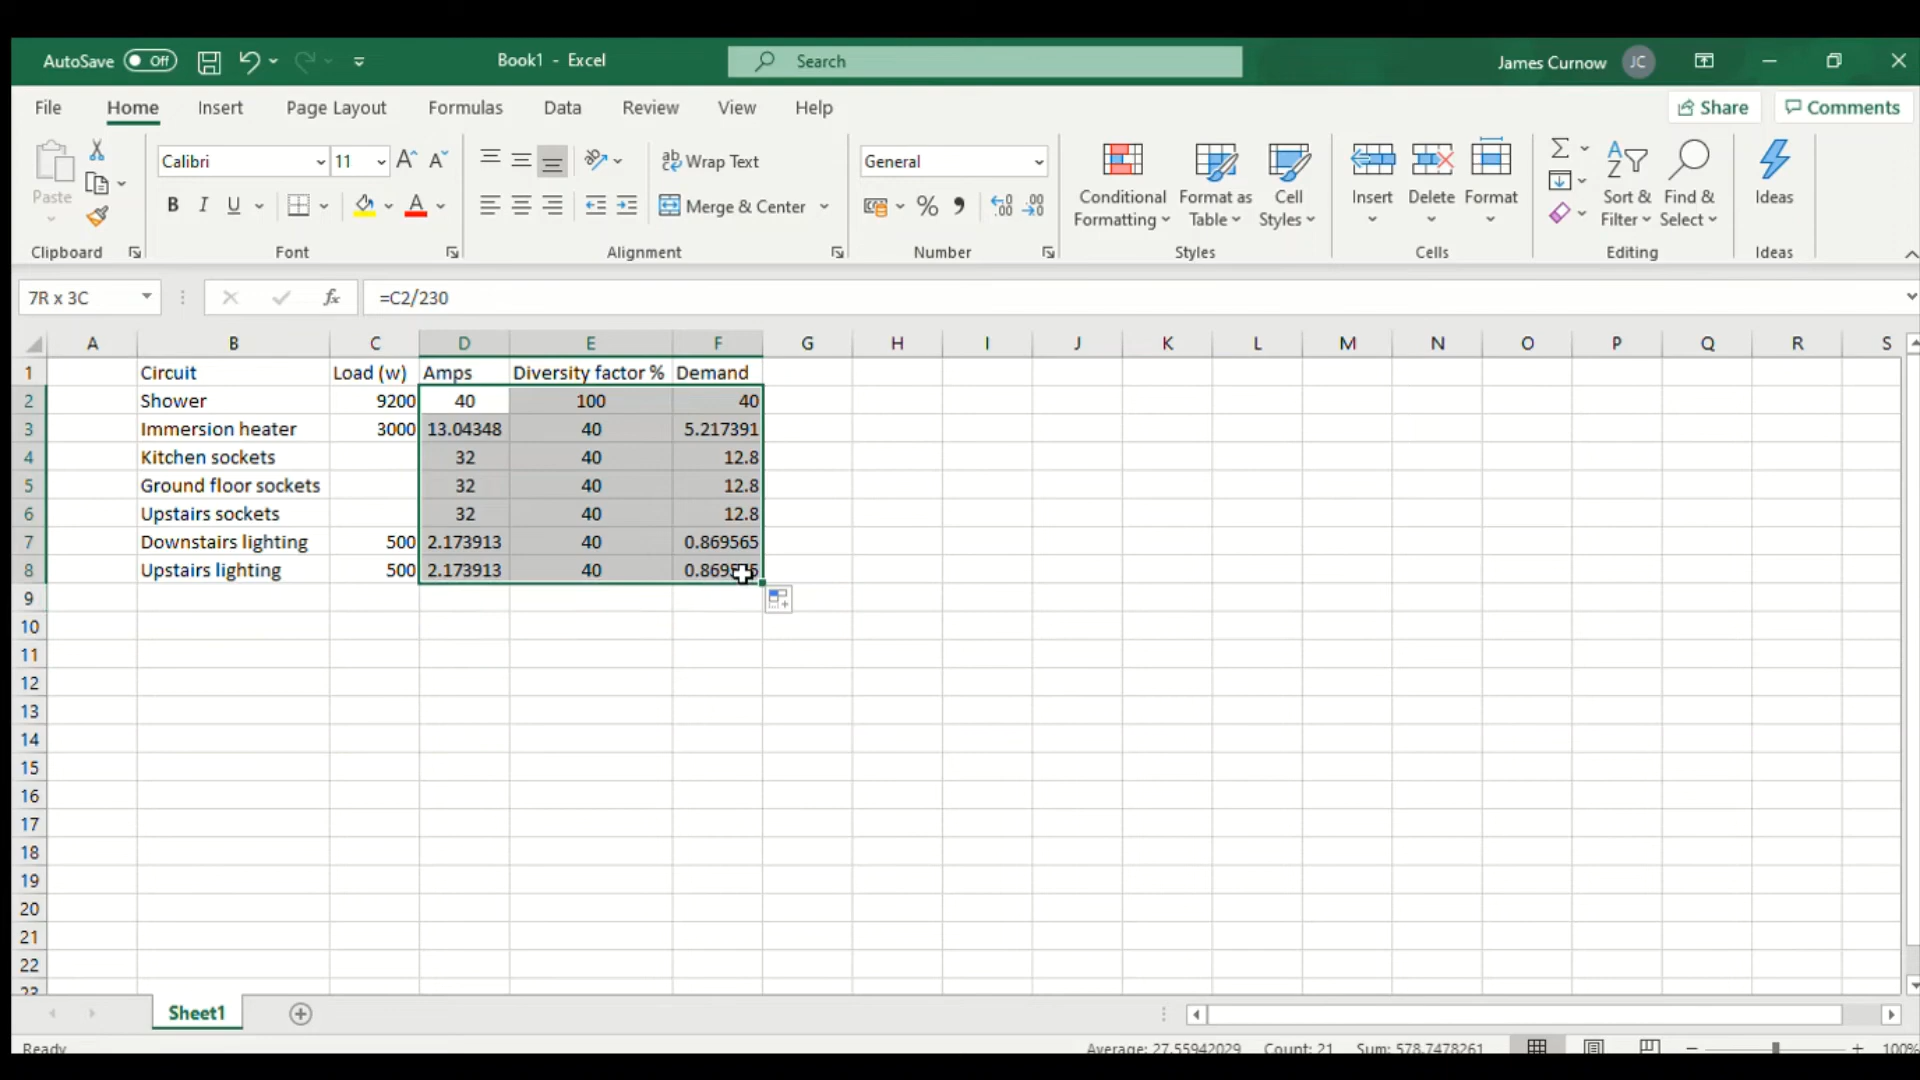 AutoSave Off Book1 - Excel Search James Curnow JC
File Home Insert Page Layout Formulas Data Review View Help Share Comments
Paste Calibri 11 A A Wrap Text General Conditional Formatting Format as Table Cell Styles Insert Delete Format Sort & Filter Find & Select Ideas
B I U A Merge & Center %
Clipboard Font Alignment Number Styles Cells Editing Ideas
7R x 3C fx =C2/230
A B C D E F G H I J K L M N O P Q R S
1 Circuit Load (w) Amps Diversity factor % Demand
2 Shower 9200 40 100 40
3 Immersion heater 3000 13.04348 40 5.217391
4 Kitchen sockets 32 40 12.8
5 Ground floor sockets 32 40 12.8
6 Upstairs sockets 32 40 12.8
7 Downstairs lighting 500 2.173913 40 0.869565
8 Upstairs lighting 500 2.173913 40
9
10
11
12
13
14
15
16
17
18
19
20
21
22
23
Sheet1
Ready Average: 27.55942029 Count: 21 Sum: 578.7478261 100%